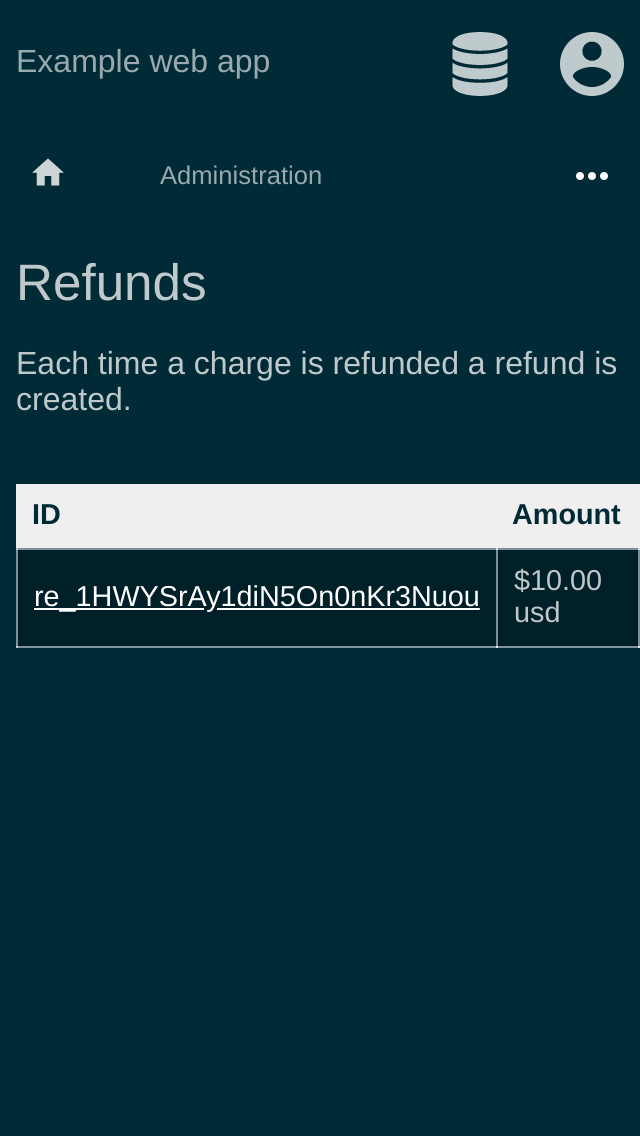 Example web app
Administration
Refunds
Each time a charge is refunded a refund is
created.
ID Amount
re_1HWYSrAy1diN5On0nKr3Nuou $10.00
usd